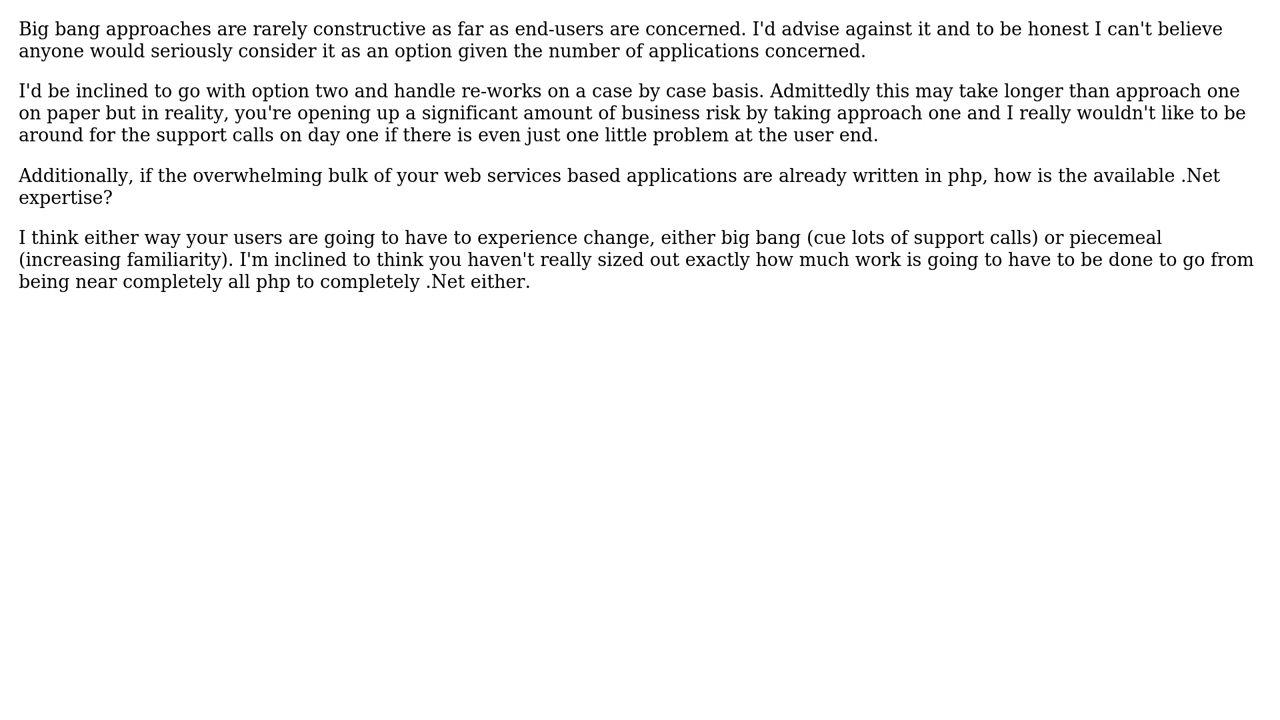 Big bang approaches are rarely constructive as far as end-users are concerned. I'd advise against it and to be honest I can't believe
anyone would seriously consider it as an option given the number of applications concerned.
I'd be inclined to go with option two and handle re-works on a case by case basis. Admittedly this may take longer than approach one
on paper but in reality, you're opening up a significant amount of business risk by taking approach one and I really wouldn't like to be
around for the support calls on day one if there is even just one little problem at the user end.
Additionally, if the overwhelming bulk of your web services based applications are already written in php, how is the available .Net
expertise?
I think either way your users are going to have to experience change, either big bang (cue lots of support calls) or piecemeal
(increasing familiarity). I'm inclined to think you haven't really sized out exactly how much work is going to have to be done to go from
being near completely all php to completely .Net either.